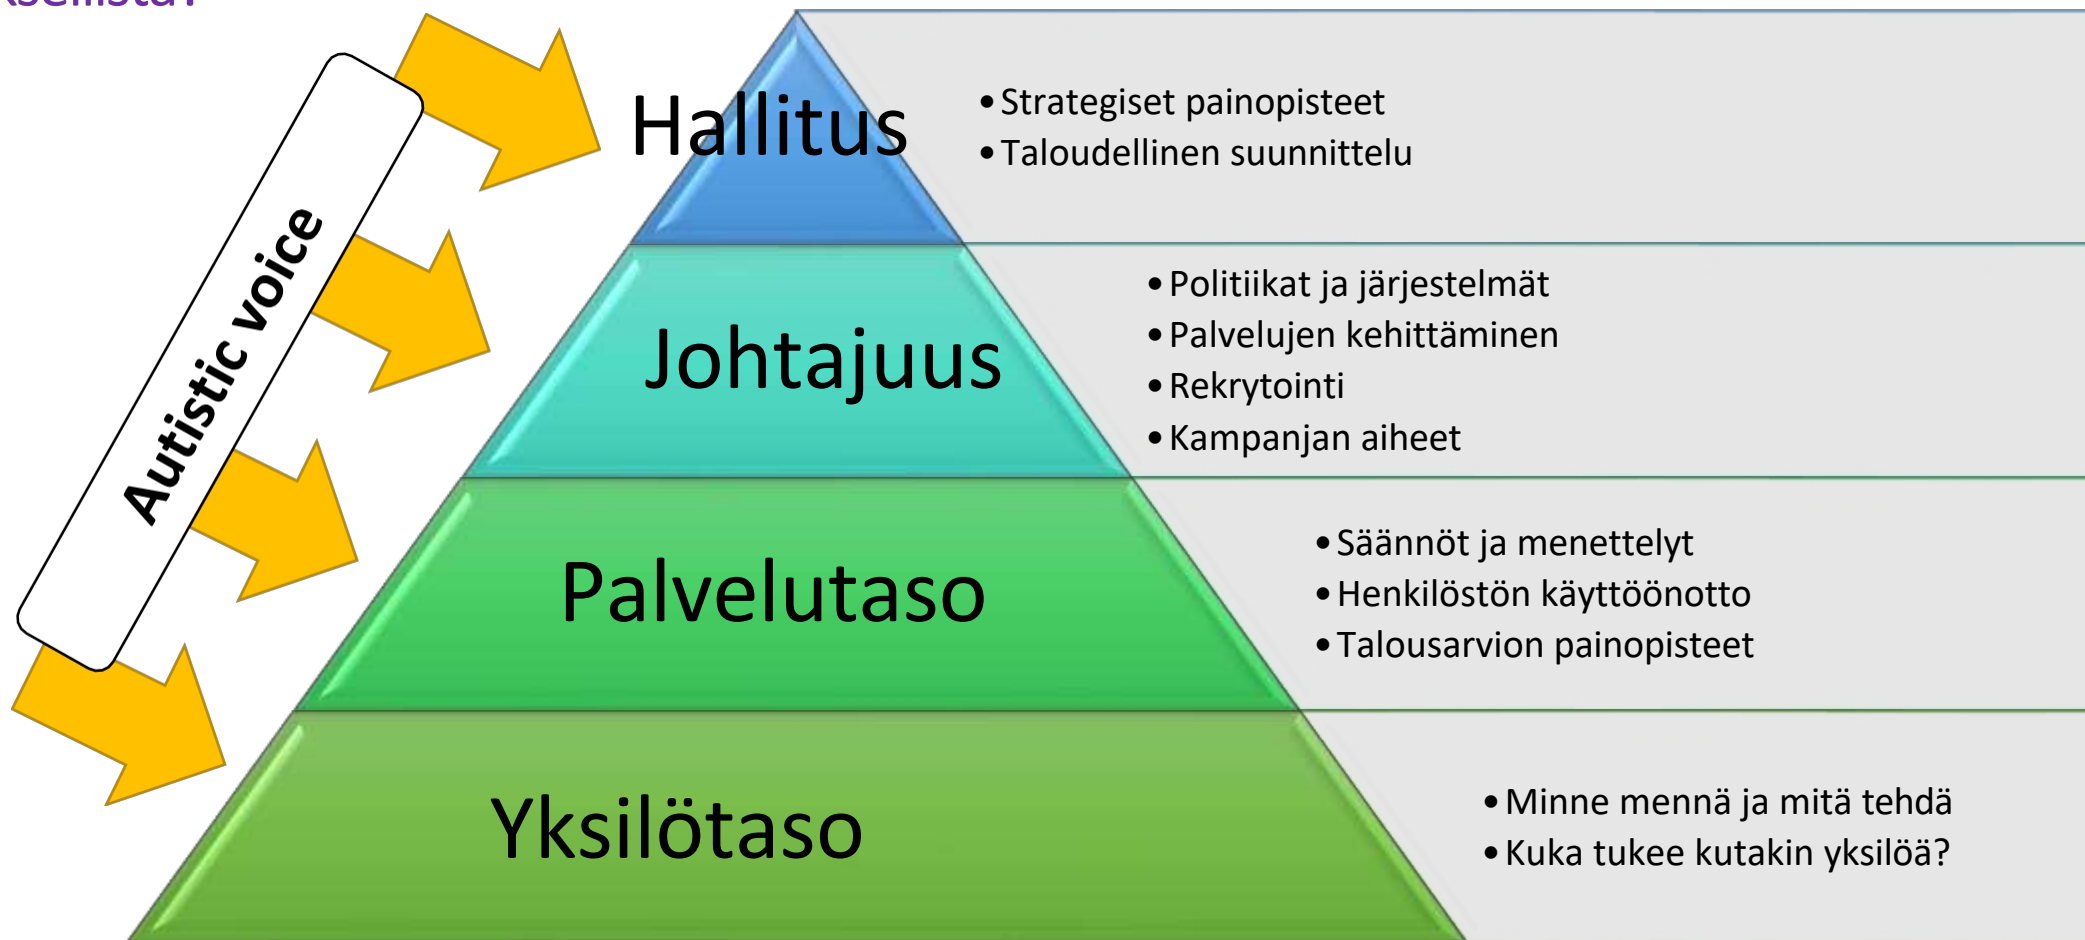 Autistic voice
Hallitus
•Strategiset painopisteet
•Taloudellinen suunnittelu
Johtajuus
•Politiikat ja järjestelmät
•Palvelujen kehittäminen
•Rekrytointi
•Kampanjan aiheet
Palvelutaso
•Säännöt ja menettelyt
•Henkilöstön käyttöönotto
•Talousarvion painopisteet
Yksilötaso
•Minne mennä ja mitä tehdä
•Kuka tukee kutakin yksilöä?